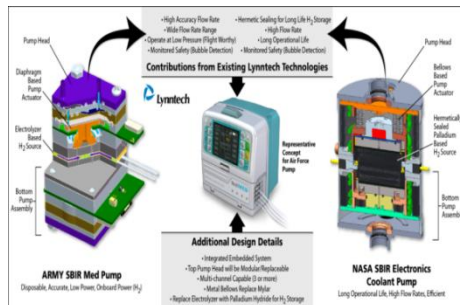 • High Accuracy Flow Rate
• Wide Flow Rate Range
• Operate at Low Pressure (Flight Worthy)
• Monitored Safety (Bubble Detection)
• Hermetic Sealing for Long Life H₂ Storage
• High Flow Rate
• Long Operational Life
• Monitored Safety (Bubble Detection)
Contributions from Existing Lynntech Technologies
Pump Head
Diaphragm
Based
Pump
Actuator
Electrolyzer
Based
H₂ Source
Bottom
Pump
Assembly
ARMY SBIR Med Pump
Disposable, Accurate, Low Power, Onboard Power (H₂)
Lynntech
Representative
Concept
for Air Force
Pump
Additional Design Details
• Integrated Embedded System
• Top Pump Head will be Modular/Replaceable
• Multi-channel Capable (3 or more)
• Metal Bellows Replace Mylar
• Replace Electrolyzer with Palladium Hydride for H₂ Storage
Pump Head
Bellows
Based
Pump
Actuator
Hermetically
Sealed
Palladium
Based
H₂ Source
Bottom
Pump
Assembly
NASA SBIR Electronics
Coolant Pump
Long Operational Life, High Flow Rates, Efficient